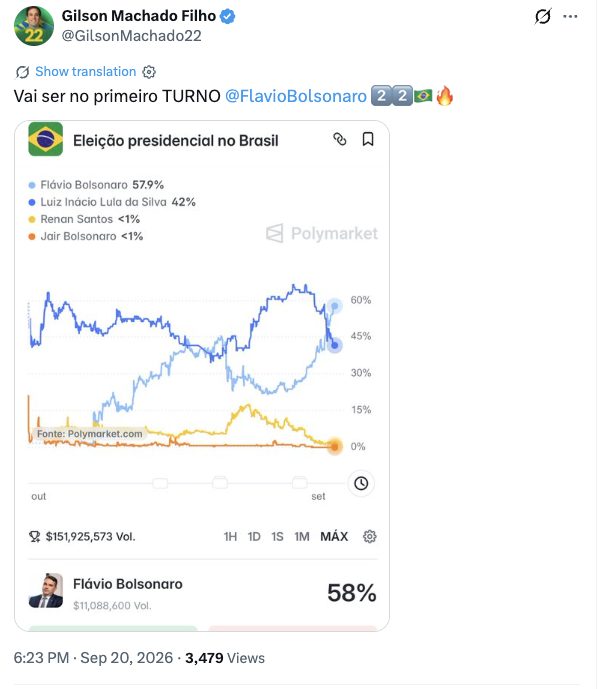 Gilson Machado Filho
@GilsonMachado22
22
Show translation
Vai ser no primeiro TURNO @FlavioBolsonaro 2️⃣2️⃣🇧🇷🔥
Eleição presidencial no Brasil
Flávio Bolsonaro 57.9%
Luiz Inácio Lula da Silva 42%
Renan Santos <1%
Jair Bolsonaro <1%
Polymarket
60%
45%
30%
15%
0%
Fonte: Polymarket.com
out
set
$151,925,573 Vol.
1H 1D 1S 1M MÁX
Flávio Bolsonaro
$11,088,600 Vol.
58%
6:23 PM · Sep 20, 2026 · 3,479 Views